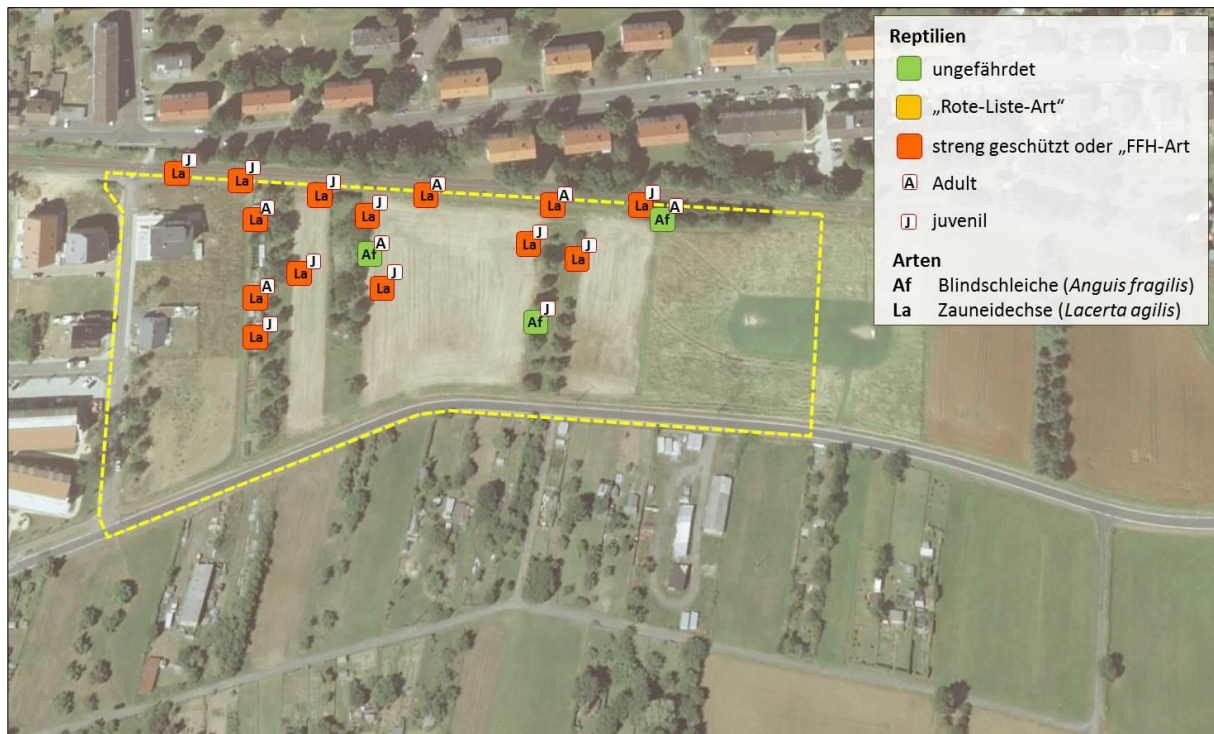 Reptilien
ungefährdet
„Rote-Liste-Art“
streng geschützt oder „FFH-Art
A Adult
J juvenil
Arten
Af Blindschleiche (Anguis fragilis)
La Zauneidechse (Lacerta agilis)
La J
La J
La J
La A
La A
La J
Af A
La A
La J
Af A
La J
La J
La J
La A
La J
La J
Af J